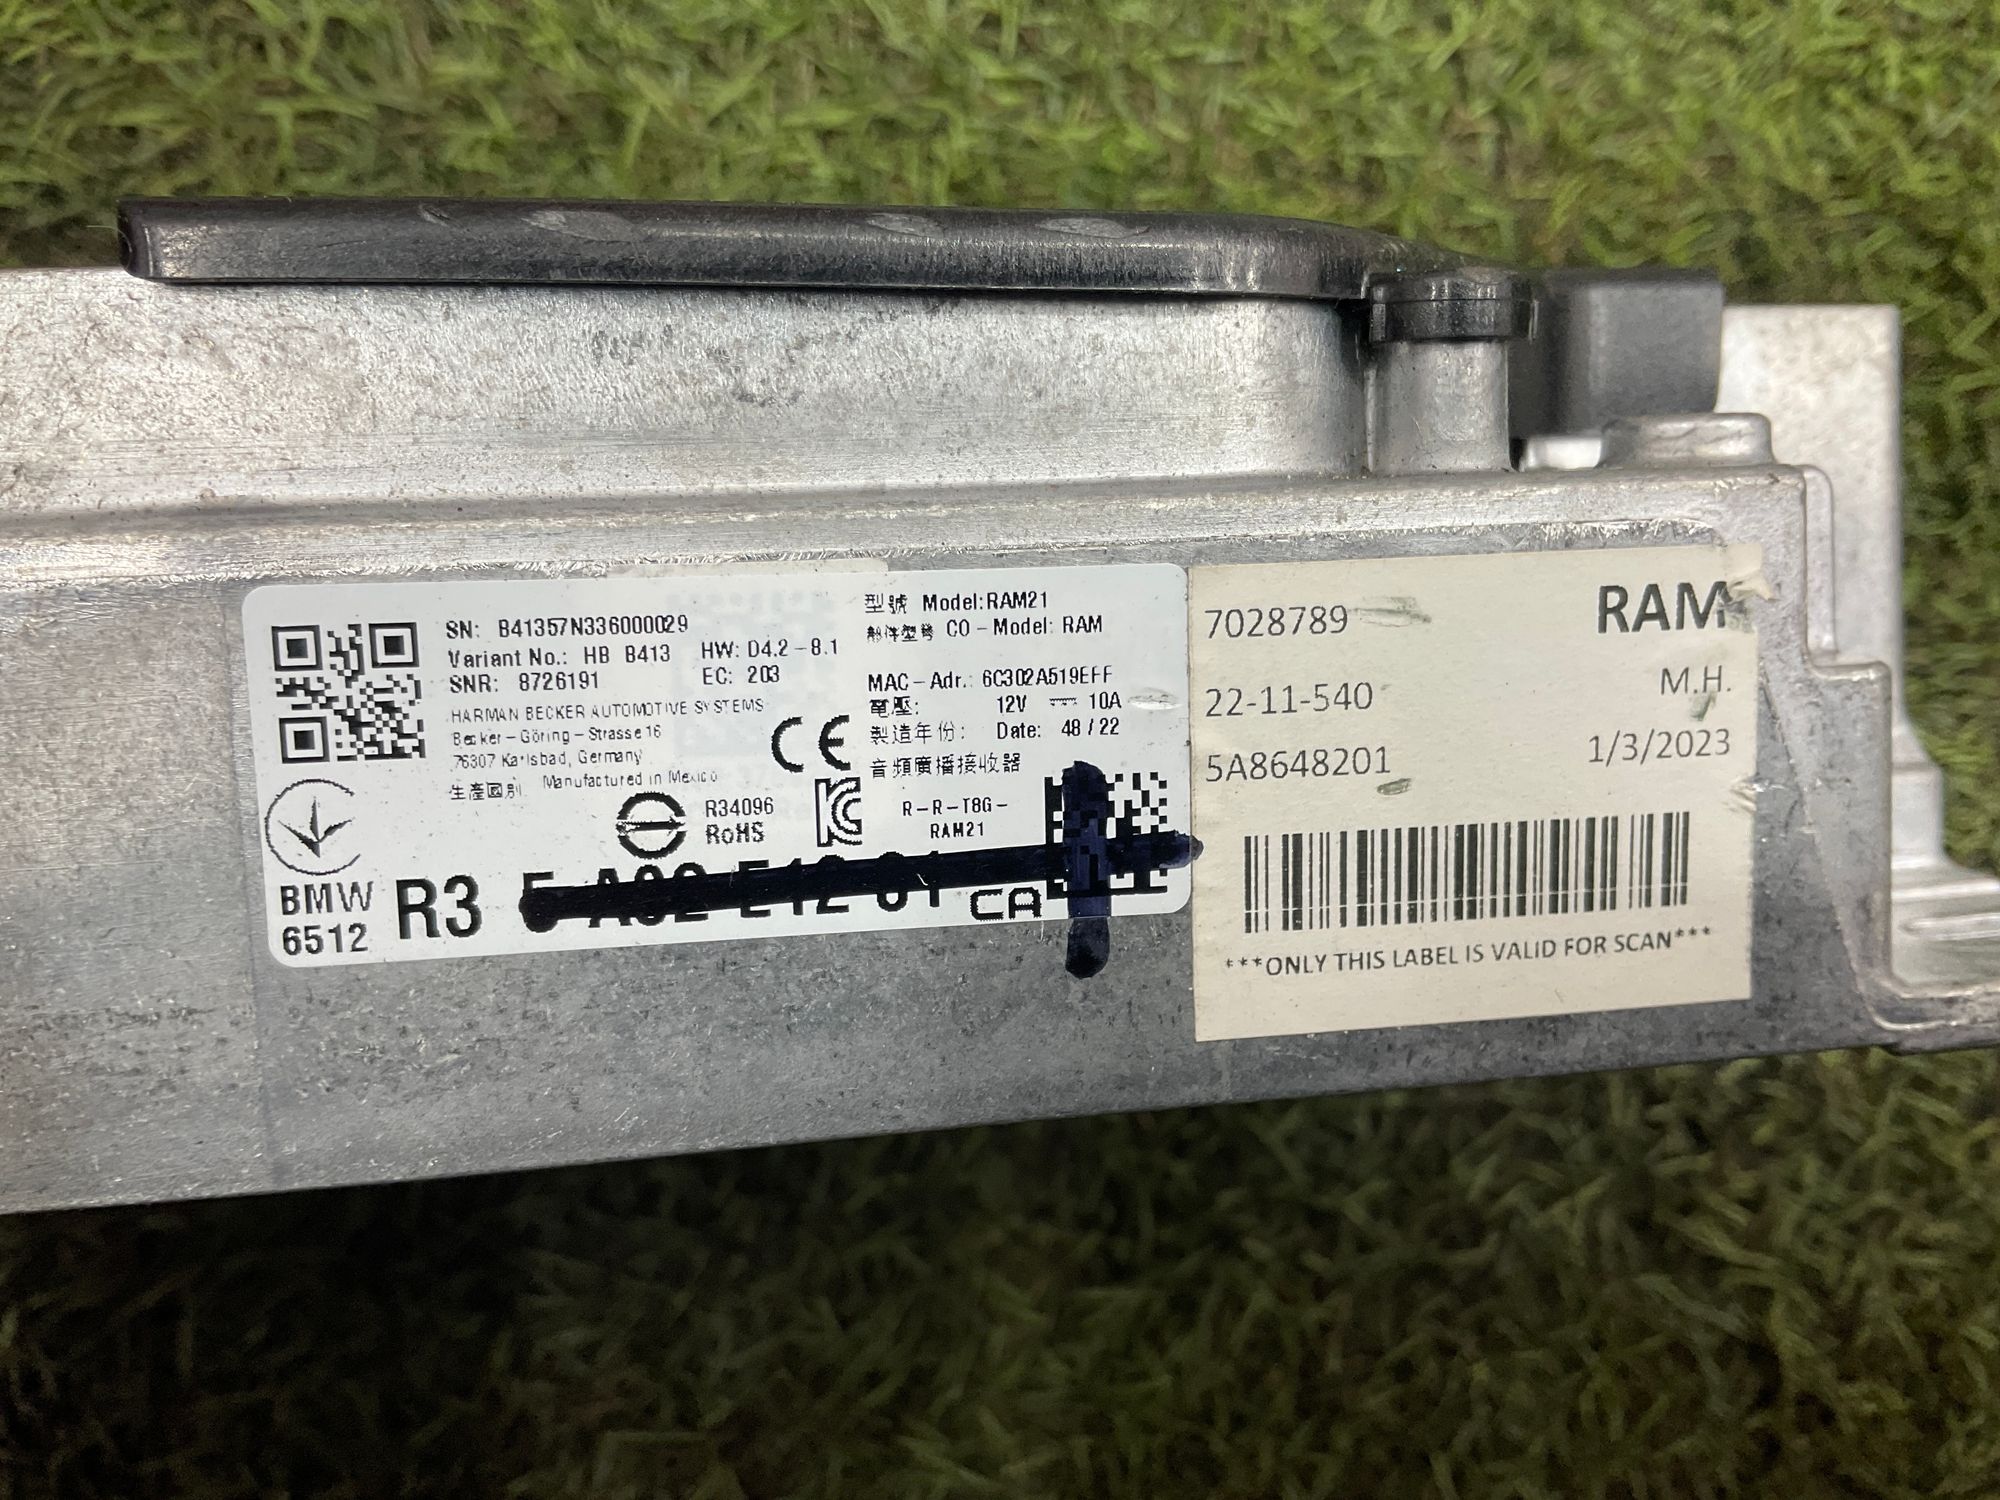 SN: B41357N336000029
Variant No.: HB B413 HW: D4.2-8.1
SNR: 8726191 EC: 203
HARMAN BECKER AUTOMOTIVE SYSTEMS
Becker-Göring-Strasse 16
76307 Karlsbad, Germany
生產國別 Manufactured in Mexico
型號 Model:RAM21
CO-Model: RAM
MAC-Adr.: 6C302A519EFF
電壓: 12V 10A
製造年份: Date: 48/22
音頻廣播接收器
CE
R34096
RoHS
R-R-T8G-
RAM21
BMW
6512
R3
CA
7028789
RAM
22-11-540
M.H.
5A8648201
1/3/2023
***ONLY THIS LABEL IS VALID FOR SCAN***